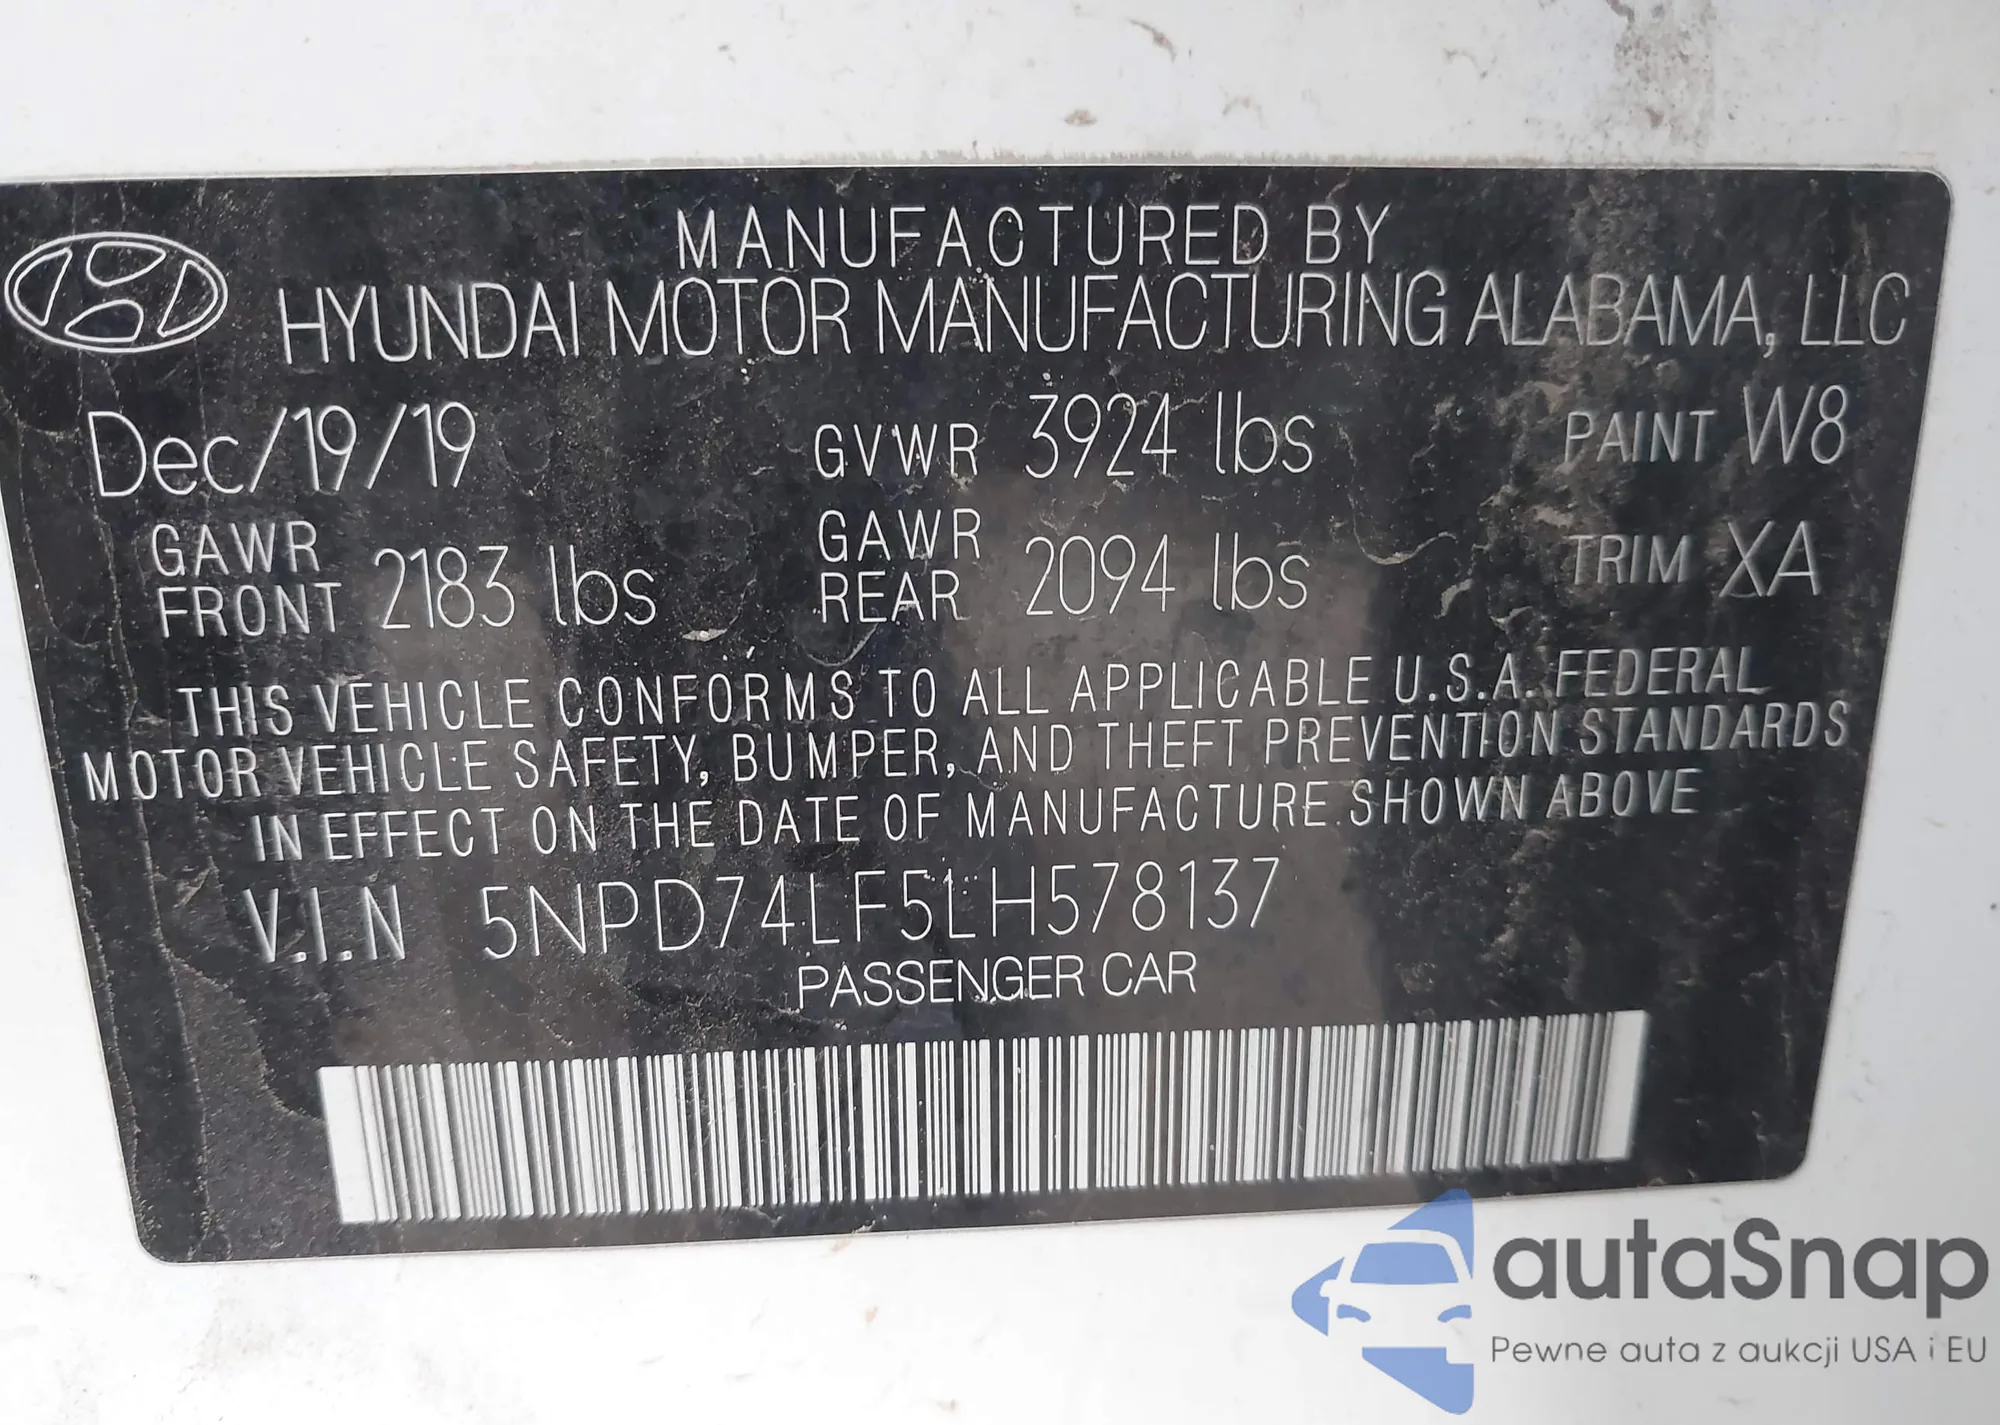 MANUFACTURED BY
HYUNDAI MOTOR MANUFACTURING ALABAMA, LLC
Dec/19/19 GVWR 3924 lbs PAINT W8
GAWR FRONT 2183 lbs GAWR REAR 2094 lbs TRIM XA
THIS VEHICLE CONFORMS TO ALL APPLICABLE U.S.A. FEDERAL
MOTOR VEHICLE SAFETY, BUMPER, AND THEFT PREVENTION STANDARDS
IN EFFECT ON THE DATE OF MANUFACTURE SHOWN ABOVE
V.I.N 5NPD74LF5LH578137
PASSENGER CAR
autaSnap
Pewne auta z aukcji USA i EU